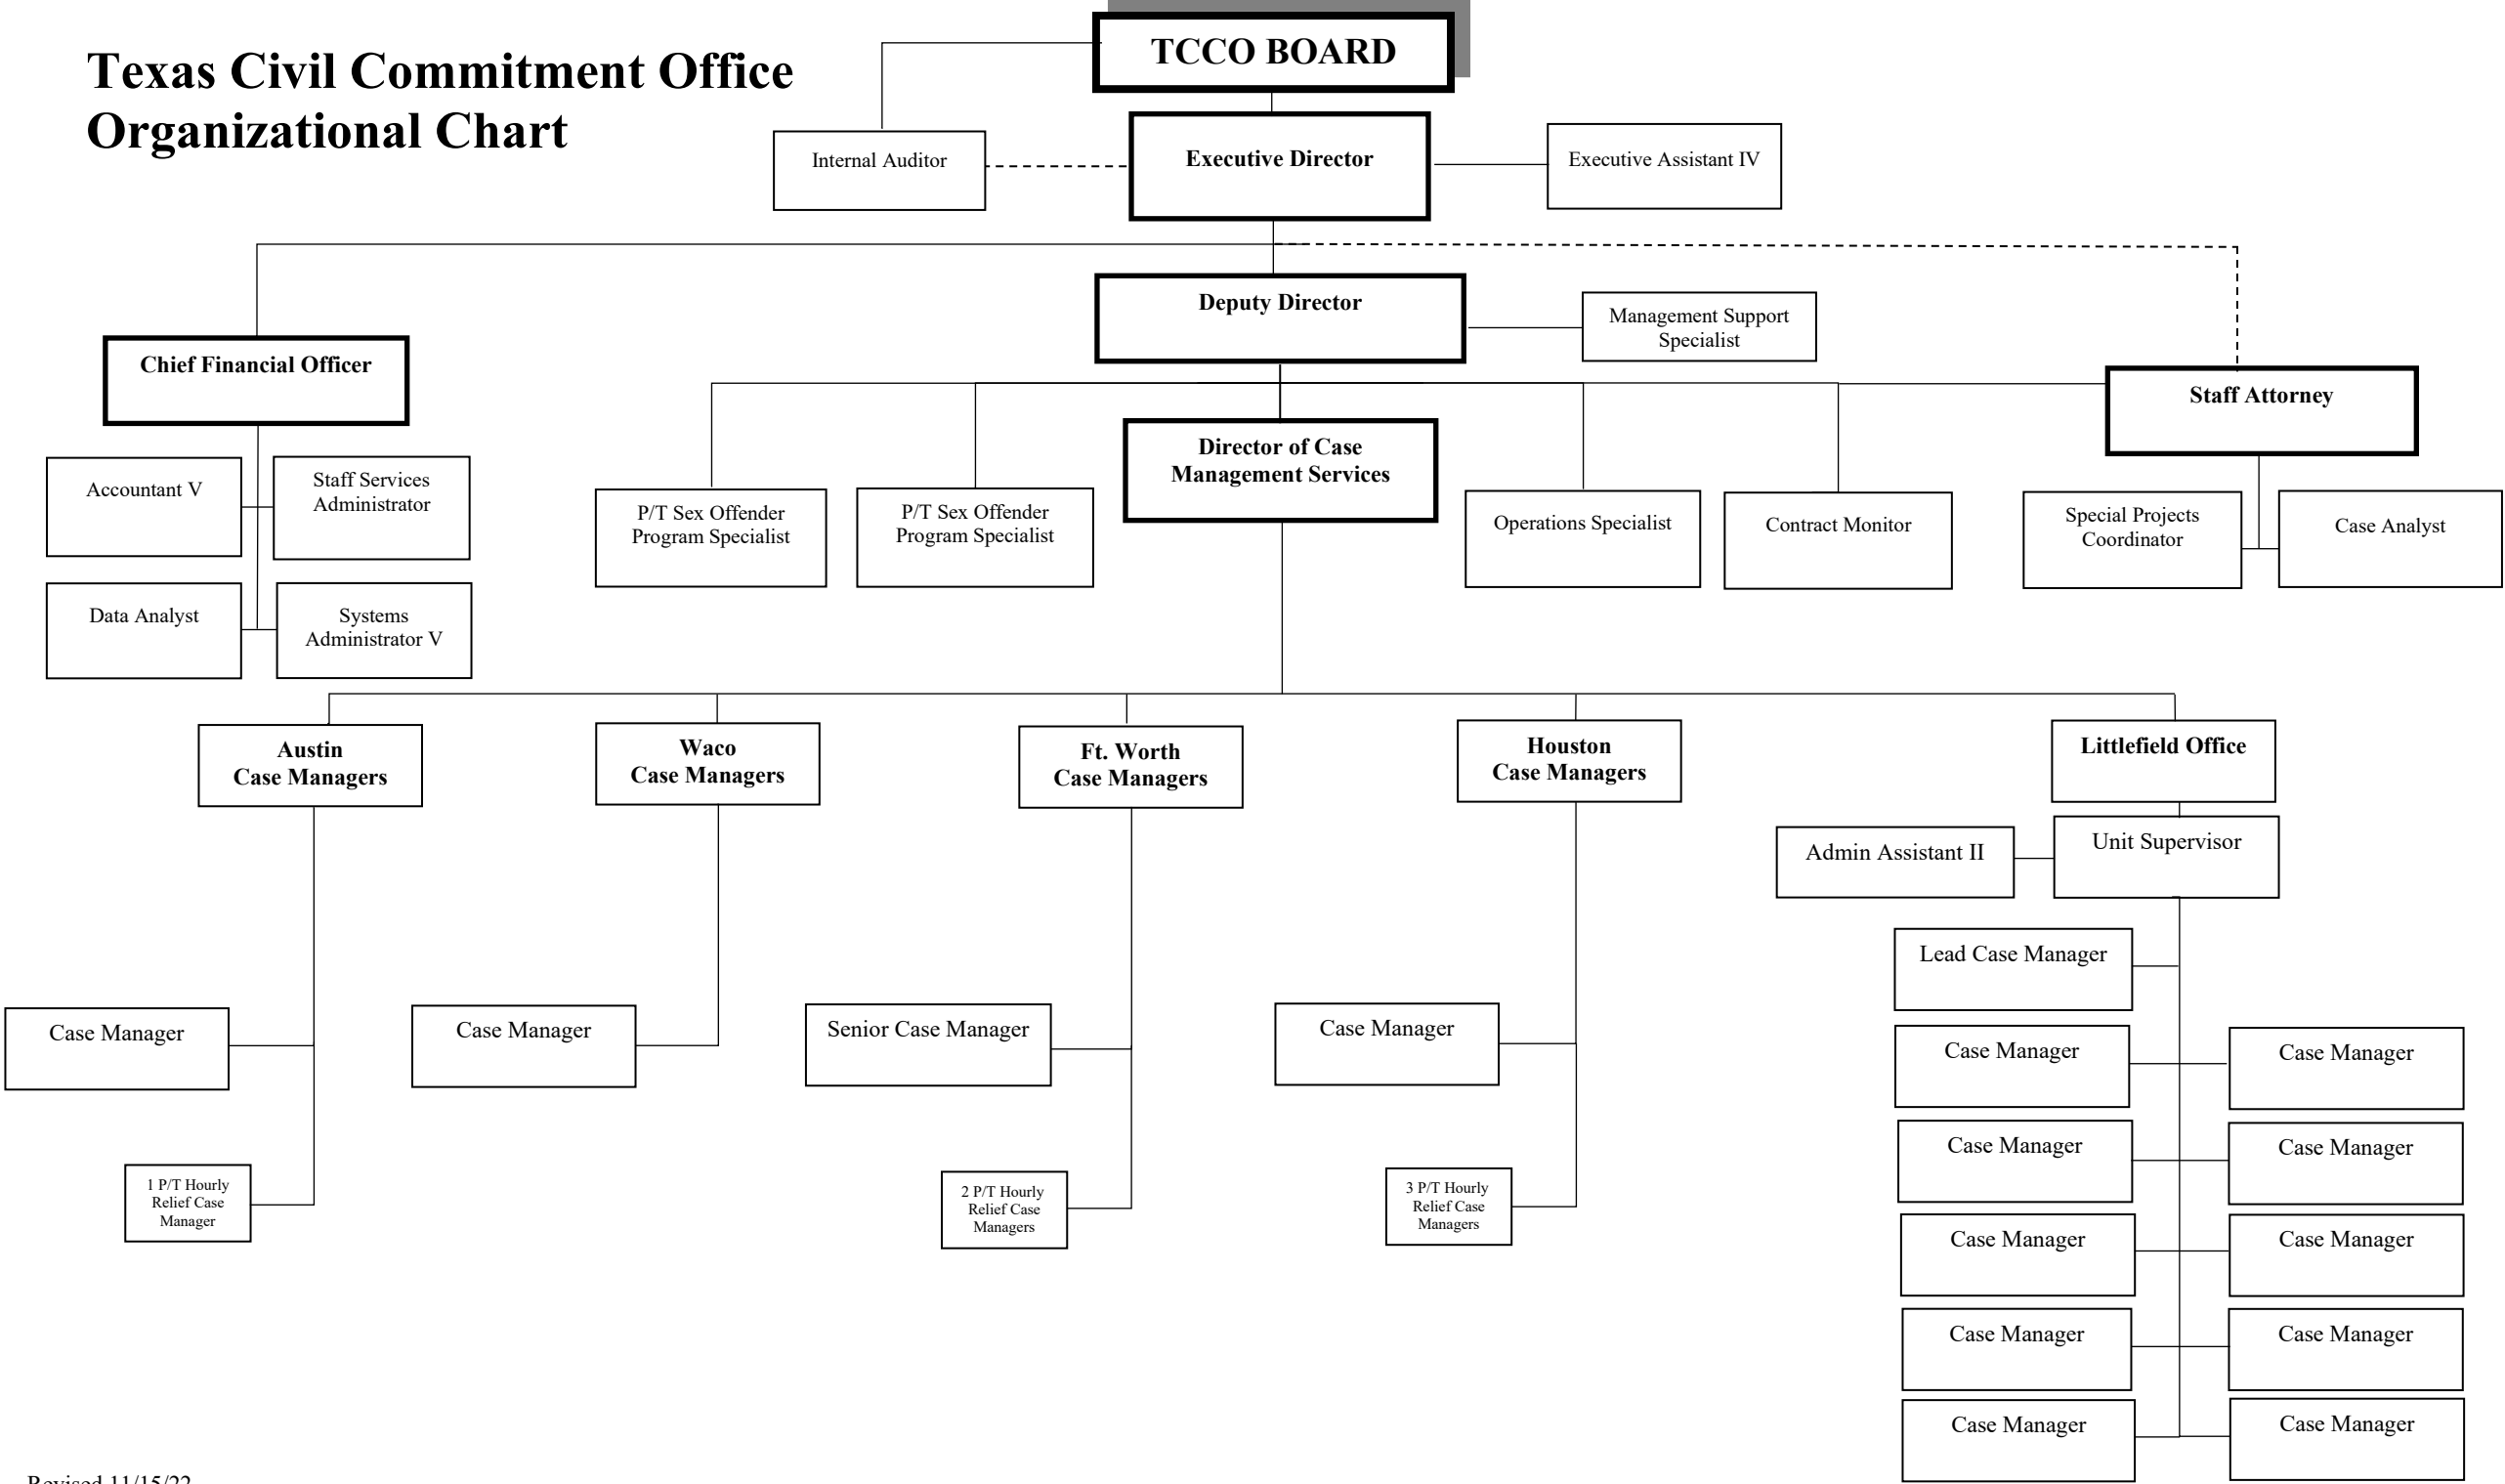 Texas Civil Commitment Office
Organizational Chart
TCCO BOARD
Internal Auditor
Executive Director
Executive Assistant IV
Deputy Director
Management Support
Specialist
Chief Financial Officer
Staff Attorney
Director of Case
Management Services
Accountant V
Staff Services
Administrator
P/T Sex Offender
Program Specialist
P/T Sex Offender
Program Specialist
Operations Specialist
Contract Monitor
Special Projects
Coordinator
Case Analyst
Data Analyst
Systems
Administrator V
Austin
Case Managers
Waco
Case Managers
Ft. Worth
Case Managers
Houston
Case Managers
Littlefield Office
Admin Assistant II
Unit Supervisor
Lead Case Manager
Case Manager
Case Manager
Senior Case Manager
Case Manager
Case Manager
Case Manager
Case Manager
Case Manager
1 P/T Hourly
Relief Case
Manager
2 P/T Hourly
Relief Case
Managers
3 P/T Hourly
Relief Case
Managers
Case Manager
Case Manager
Case Manager
Case Manager
Case Manager
Case Manager
Revised 11/15/22